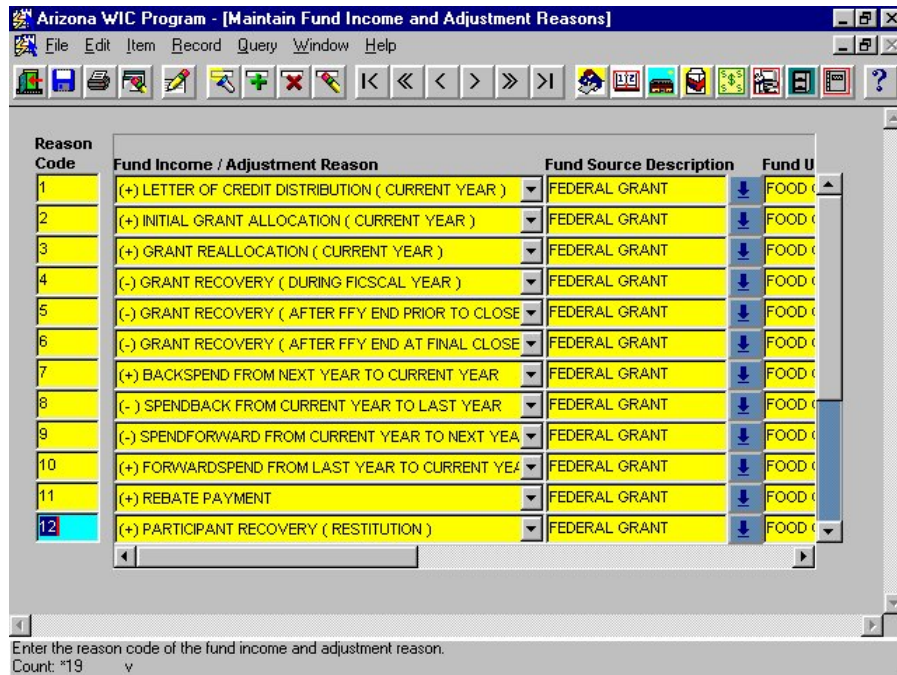 Arizona WIC Program - [Maintain Fund Income and Adjustment Reasons]
File Edit Item Record Query Window Help
Reason Code Fund Income / Adjustment Reason Fund Source Description Fund U
1 (+) LETTER OF CREDIT DISTRIBUTION ( CURRENT YEAR ) FEDERAL GRANT FOOD
2 (+) INITIAL GRANT ALLOCATION ( CURRENT YEAR ) FEDERAL GRANT FOOD
3 (+) GRANT REALLOCATION ( CURRENT YEAR ) FEDERAL GRANT FOOD
4 (-) GRANT RECOVERY ( DURING FICSCAL YEAR ) FEDERAL GRANT FOOD
5 (-) GRANT RECOVERY ( AFTER FFY END PRIOR TO CLOSE FEDERAL GRANT FOOD
6 (-) GRANT RECOVERY ( AFTER FFY END AT FINAL CLOSE FEDERAL GRANT FOOD
7 (+) BACKSPEND FROM NEXT YEAR TO CURRENT YEAR FEDERAL GRANT FOOD
8 (- ) SPENDBACK FROM CURRENT YEAR TO LAST YEAR FEDERAL GRANT FOOD
9 (-) SPENDFORWARD FROM CURRENT YEAR TO NEXT YEA FEDERAL GRANT FOOD
10 (+) FORWARDSPEND FROM LAST YEAR TO CURRENT YEA FEDERAL GRANT FOOD
11 (+) REBATE PAYMENT FEDERAL GRANT FOOD
12 (+) PARTICIPANT RECOVERY ( RESTITUTION ) FEDERAL GRANT FOOD
Enter the reason code of the fund income and adjustment reason.
Count: *19 v